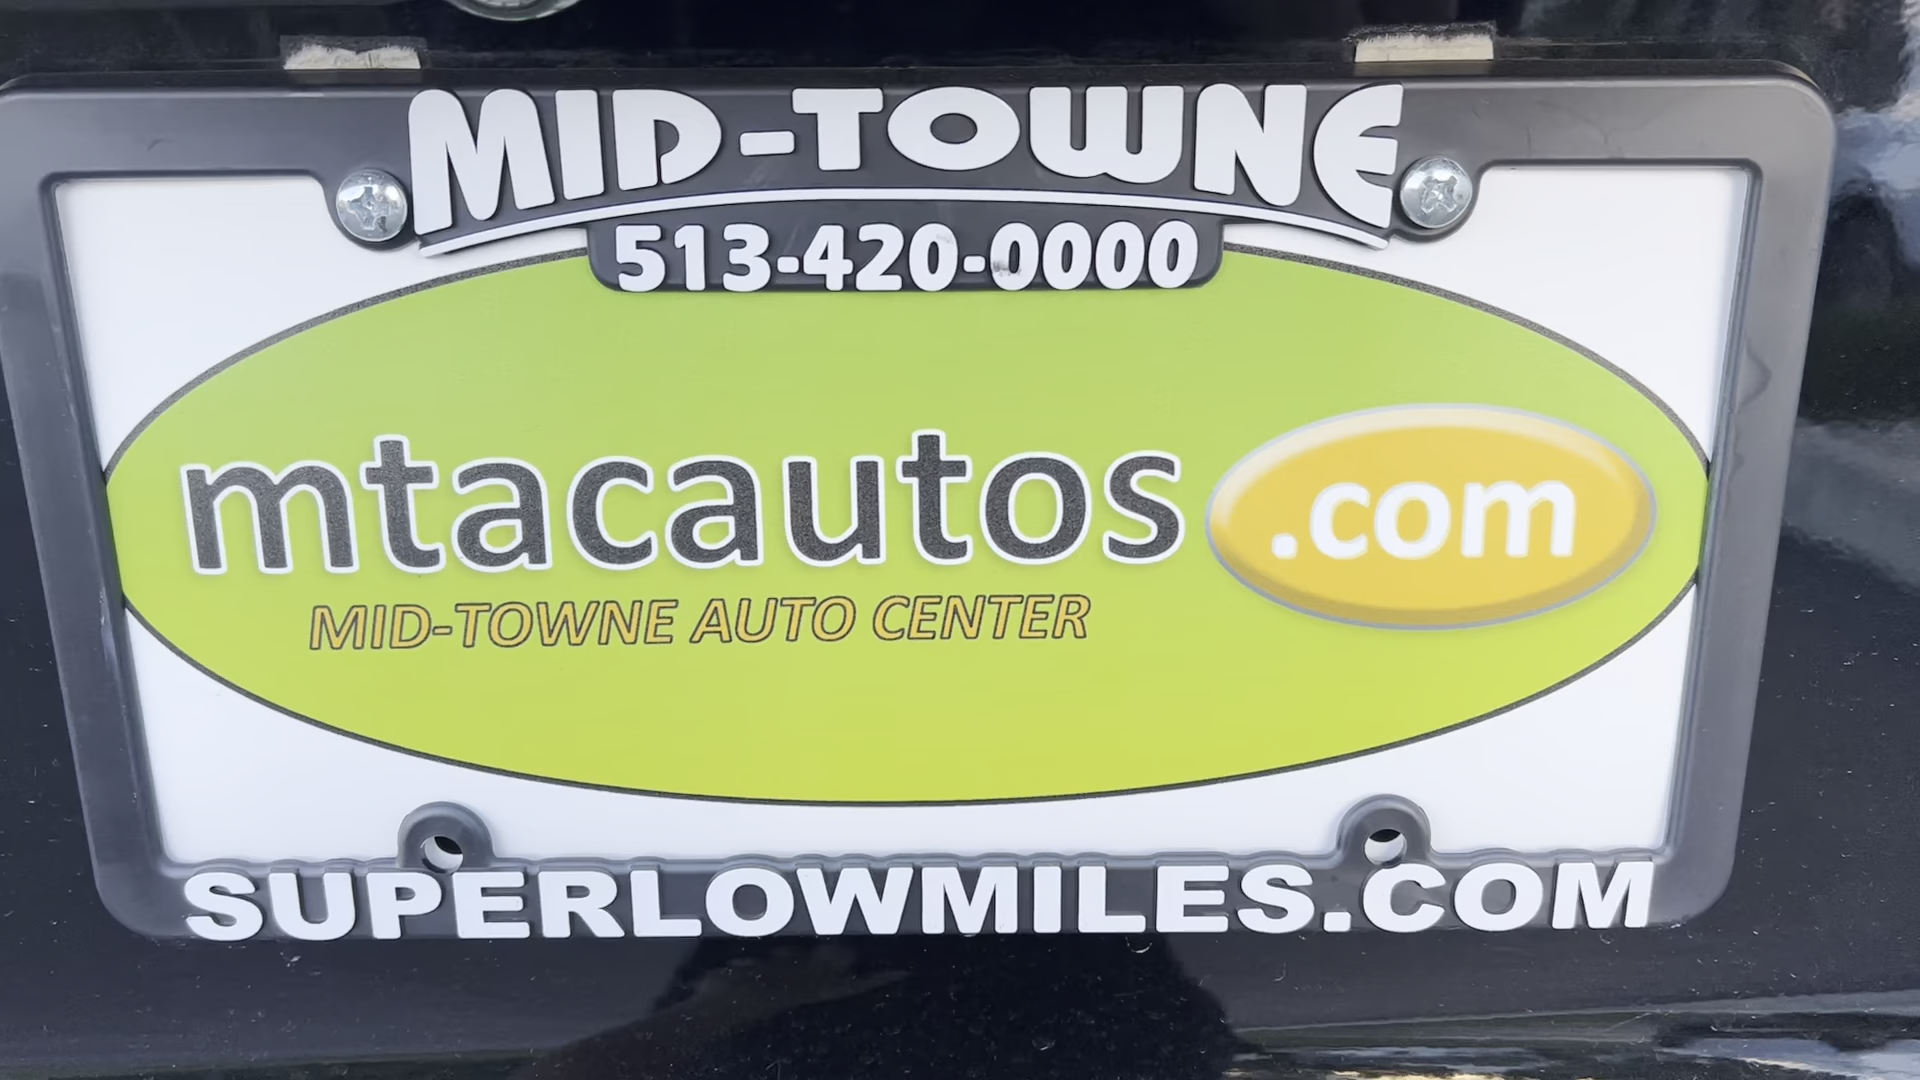 MID-TOWNE
513-420-0000
mtacautos.com
MID-TOWNE AUTO CENTER
SUPERLOWMILES.COM